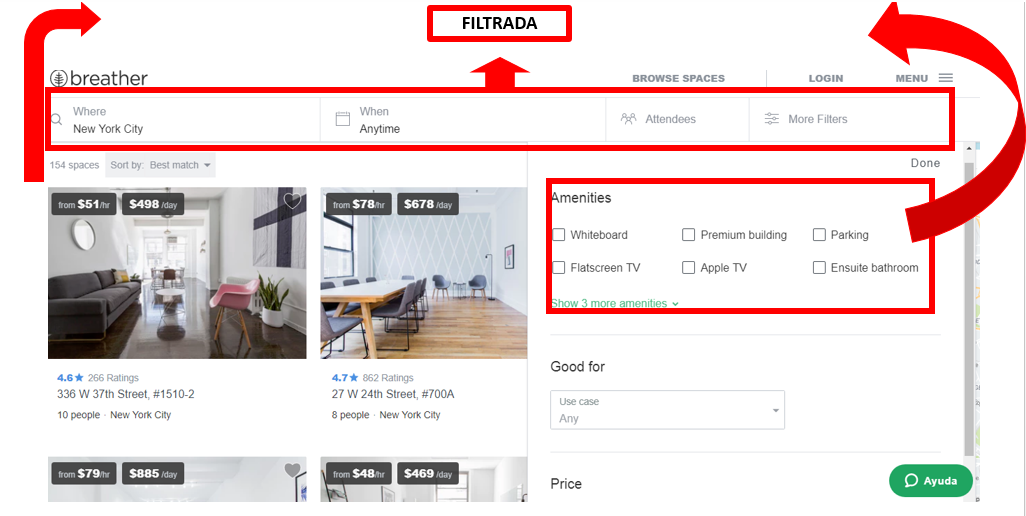 FILTRADA
breather
BROWSE SPACES
LOGIN
MENU
Where
New York City
When
Anytime
Attendees
More Filters
154 spaces
Sort by: Best match
Done
from $51/hr
$498 /day
from $78/hr
$678 /day
Amenities
Whiteboard
Premium building
Parking
Flatscreen TV
Apple TV
Ensuite bathroom
Show 3 more amenities
4.6★ 266 Ratings
336 W 37th Street, #1510-2
10 people · New York City
4.7★ 862 Ratings
27 W 24th Street, #700A
8 people · New York City
Good for
Use case
Any
from $79/hr
$885 /day
from $48/hr
$469 /day
Price
Ayuda